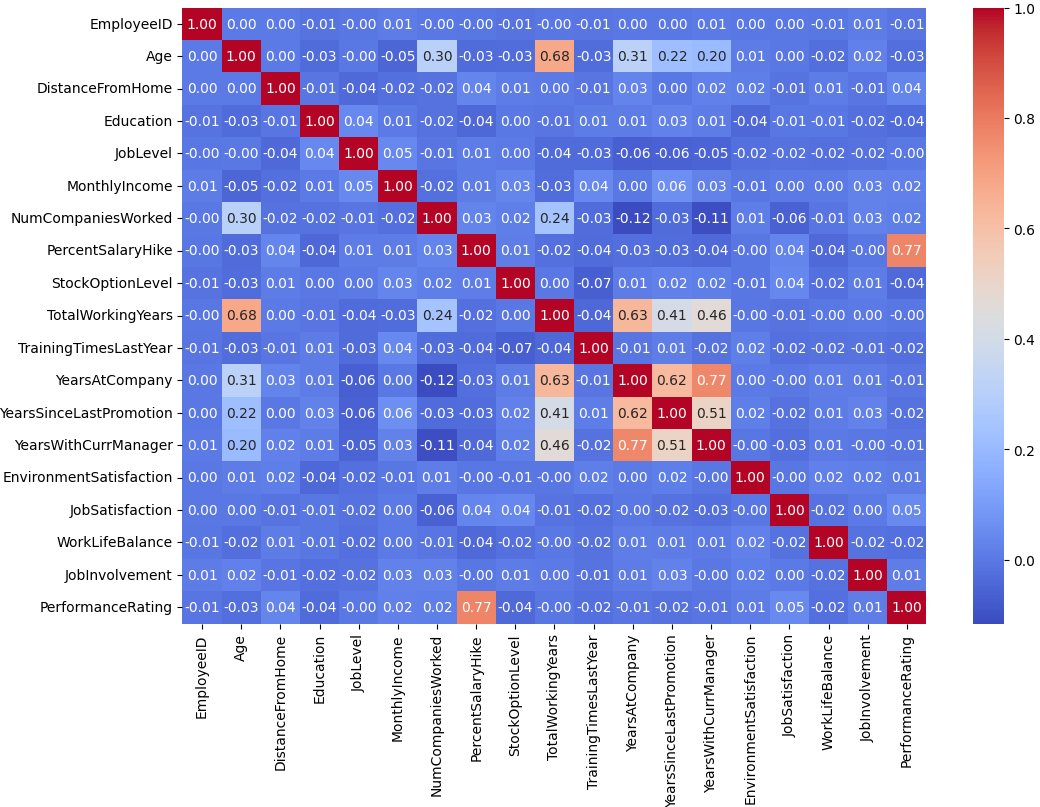 EmployeeID 1.00 0.00 0.00 -0.01 -0.00 0.01 -0.00 -0.00 -0.01 -0.00 -0.01 0.00 0.00 0.01 0.00 0.00 -0.01 0.01 -0.01
Age 0.00 1.00 0.00 -0.03 -0.00 -0.05 0.30 -0.03 -0.03 0.68 -0.03 0.31 0.22 0.20 0.01 0.00 -0.02 0.02 -0.03
DistanceFromHome 0.00 0.00 1.00 -0.01 -0.04 -0.02 -0.02 0.04 0.01 0.00 -0.01 0.03 0.00 0.02 0.02 -0.01 0.01 -0.01 0.04
Education -0.01 -0.03 -0.01 1.00 0.04 0.01 -0.02 -0.04 0.00 -0.01 0.01 0.01 0.03 0.01 -0.04 -0.01 -0.01 -0.02 -0.04
JobLevel -0.00 -0.00 -0.04 0.04 1.00 0.05 -0.01 0.01 0.00 -0.04 -0.03 -0.06 -0.06 -0.05 -0.02 -0.02 -0.02 -0.02 -0.00
MonthlyIncome 0.01 -0.05 -0.02 0.01 0.05 1.00 -0.02 0.01 0.03 -0.03 0.04 0.00 0.06 0.03 -0.01 0.00 0.00 0.03 0.02
NumCompaniesWorked -0.00 0.30 -0.02 -0.02 -0.01 -0.02 1.00 0.03 0.02 0.24 -0.03 -0.12 -0.03 -0.11 0.01 -0.06 -0.01 0.03 0.02
PercentSalaryHike -0.00 -0.03 0.04 -0.04 0.01 0.01 0.03 1.00 0.01 -0.02 -0.04 -0.03 -0.03 -0.04 -0.00 0.04 -0.04 -0.00 0.77
StockOptionLevel -0.01 -0.03 0.01 0.00 0.00 0.03 0.02 0.01 1.00 0.00 -0.07 0.01 0.02 0.02 -0.01 0.04 -0.02 0.01 -0.04
TotalWorkingYears -0.00 0.68 0.00 -0.01 -0.04 -0.03 0.24 -0.02 0.00 1.00 -0.04 0.63 0.41 0.46 -0.00 -0.01 -0.00 0.00 -0.00
TrainingTimesLastYear -0.01 -0.03 -0.01 0.01 -0.03 0.04 -0.03 -0.04 -0.07 -0.04 1.00 -0.01 0.01 -0.02 0.02 -0.02 -0.02 -0.01 -0.02
YearsAtCompany 0.00 0.31 0.03 0.01 -0.06 0.00 -0.12 -0.03 0.01 0.63 -0.01 1.00 0.62 0.77 0.00 -0.00 0.01 0.01 -0.01
YearsSinceLastPromotion 0.00 0.22 0.00 0.03 -0.06 0.06 -0.03 -0.03 0.02 0.41 0.01 0.62 1.00 0.51 0.02 -0.02 0.01 0.03 -0.02
YearsWithCurrManager 0.01 0.20 0.02 0.01 -0.05 0.03 -0.11 -0.04 0.02 0.46 -0.02 0.77 0.51 1.00 -0.00 -0.03 0.01 -0.00 -0.01
EnvironmentSatisfaction 0.00 0.01 0.02 -0.04 -0.02 -0.01 0.01 -0.00 -0.01 -0.00 0.02 0.00 0.02 -0.00 1.00 -0.00 0.02 0.02 0.01
JobSatisfaction 0.00 0.00 -0.01 -0.01 -0.02 0.00 -0.06 0.04 0.04 -0.01 -0.02 -0.00 -0.02 -0.03 -0.00 1.00 -0.02 0.00 0.05
WorkLifeBalance -0.01 -0.02 0.01 -0.01 -0.02 0.00 -0.01 -0.04 -0.02 -0.00 -0.02 0.01 0.01 0.01 0.02 -0.02 1.00 -0.02 -0.02
JobInvolvement 0.01 0.02 -0.01 -0.02 -0.02 0.03 0.03 -0.00 0.01 0.00 -0.01 0.01 0.03 -0.00 0.02 0.00 -0.02 1.00 0.01
PerformanceRating -0.01 -0.03 0.04 -0.04 -0.00 0.02 0.02 0.77 -0.04 -0.00 -0.02 -0.01 -0.02 -0.01 0.01 0.05 -0.02 0.01 1.00
EmployeeID
Age
DistanceFromHome
Education
JobLevel
MonthlyIncome
NumCompaniesWorked
PercentSalaryHike
StockOptionLevel
TotalWorkingYears
TrainingTimesLastYear
YearsAtCompany
YearsSinceLastPromotion
YearsWithCurrManager
EnvironmentSatisfaction
JobSatisfaction
WorkLifeBalance
JobInvolvement
PerformanceRating
1.0
0.8
0.6
0.4
0.2
0.0